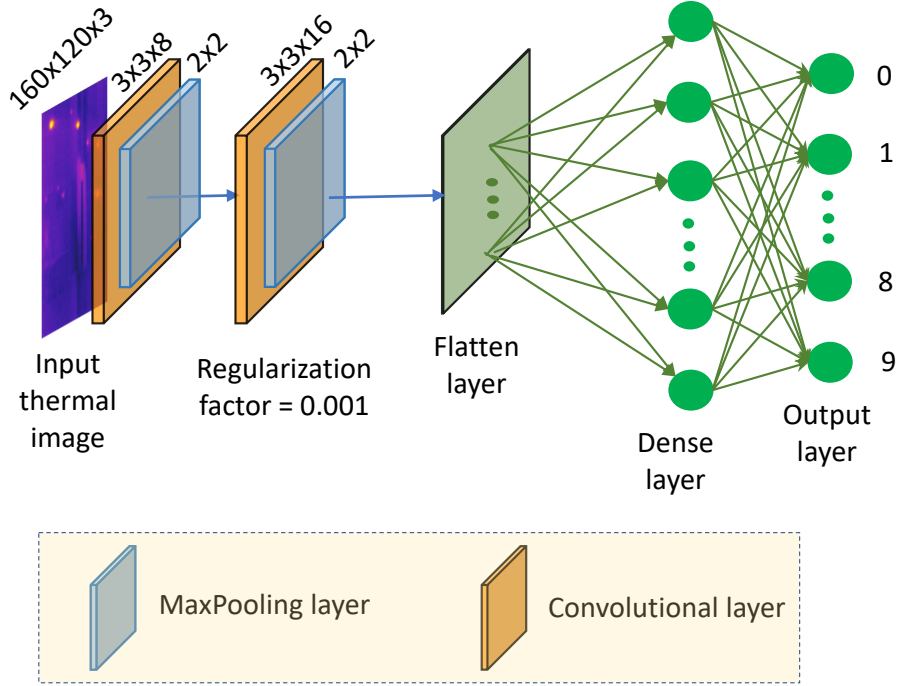 160x120x3
3x3x8
2x2
3x3x16
2x2
0
1
8
9
Input
thermal
image
Regularization
factor = 0.001
Flatten
layer
Dense
layer
Output
layer
MaxPooling layer
Convolutional layer